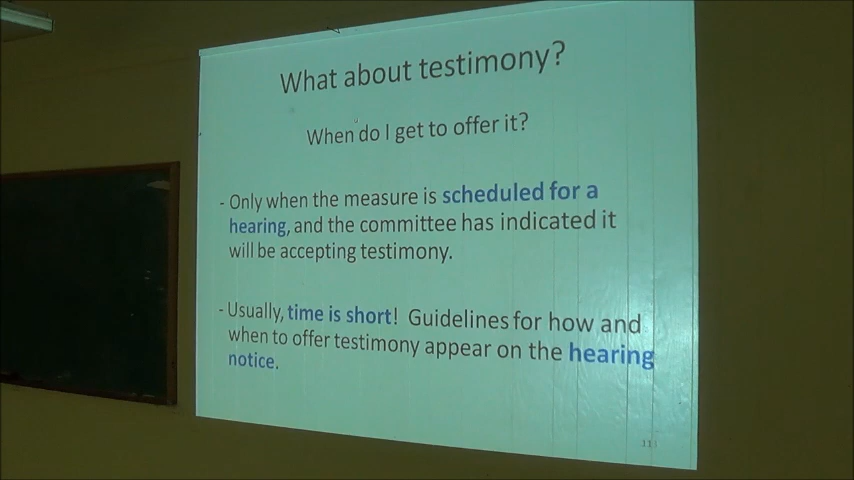 What about testimony?
When do I get to offer it?
- Only when the measure is scheduled for a
hearing, and the committee has indicated it
will be accepting testimony.
- Usually, time is short! Guidelines for how and
when to offer testimony appear on the hearing
notice.